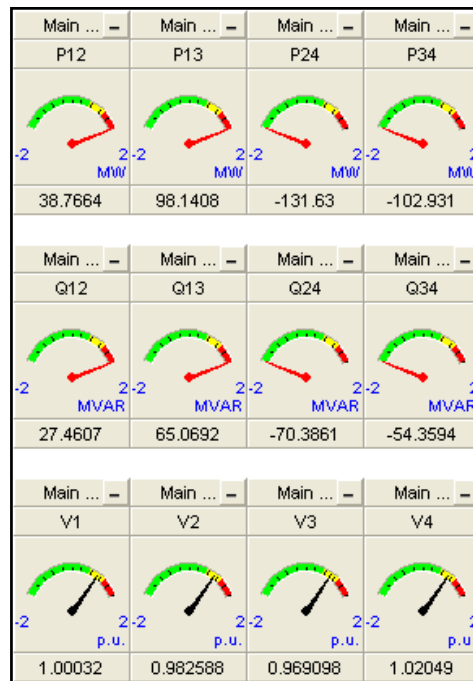 Main ... Main ... Main ... Main ...
P12 P13 P24 P34
-2 2 -2 2 -2 2 -2 2
MW MW MW MW
38.7664 98.1408 -131.63 -102.931
Main ... Main ... Main ... Main ...
Q12 Q13 Q24 Q34
-2 2 -2 2 -2 2 -2 2
MVAR MVAR MVAR MVAR
27.4607 65.0692 -70.3861 -54.3594
Main ... Main ... Main ... Main ...
V1 V2 V3 V4
-2 2 -2 2 -2 2 -2 2
p.u. p.u. p.u. p.u.
1.00032 0.982588 0.969098 1.02049